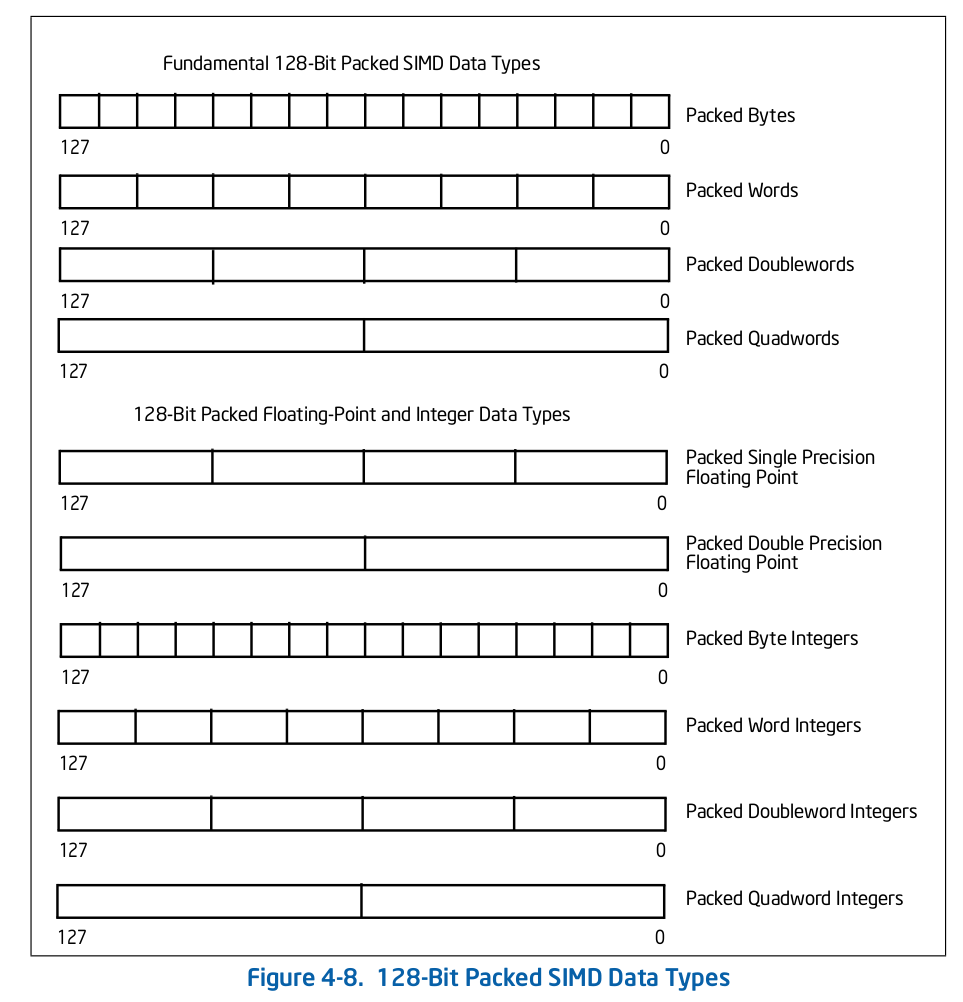 Fundamental 128-Bit Packed SIMD Data Types
Packed Bytes
127 0
Packed Words
127 0
Packed Doublewords
127 0
Packed Quadwords
127 0
128-Bit Packed Floating-Point and Integer Data Types
Packed Single Precision
Floating Point
127 0
Packed Double Precision
Floating Point
127 0
Packed Byte Integers
127 0
Packed Word Integers
127 0
Packed Doubleword Integers
127 0
Packed Quadword Integers
127 0
Figure 4-8. 128-Bit Packed SIMD Data Types